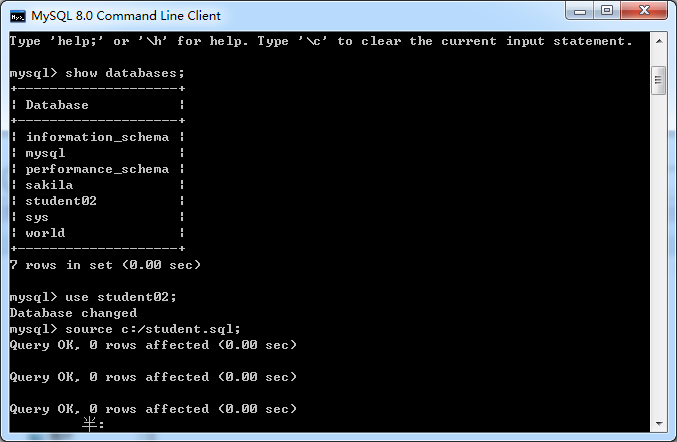 MySQL 8.0 Command Line Client
Type 'help;' or '\h' for help. Type '\c' to clear the current input statement.
mysql> show databases;
+--------------------+
| Database           |
+--------------------+
| information_schema |
| mysql              |
| performance_schema |
| sakila             |
| student02          |
| sys                |
| world              |
+--------------------+
7 rows in set (0.00 sec)
mysql> use student02;
Database changed
mysql> source c:/student.sql;
Query OK, 0 rows affected (0.00 sec)
Query OK, 0 rows affected (0.00 sec)
Query OK, 0 rows affected (0.00 sec)
半: